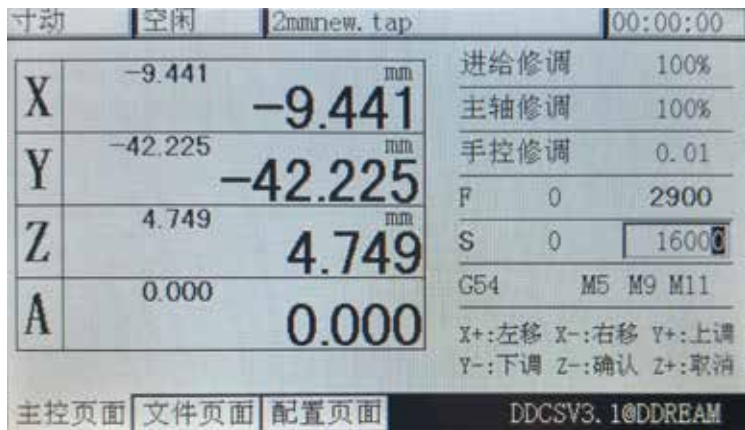 寸动 空闲 2mmnew.tap 00:00:00
X -9.441 mm -9.441
Y -42.225 mm -42.225
Z 4.749 mm 4.749
A 0.000 0.000
进给修调 100%
主轴修调 100%
手控修调 0.01
F 0 2900
S 0 16000
G54 M5 M9 M11
X+:左移 X-:右移 Y+:上调
Y-:下调 Z-:确认 Z+:取消
主控页面 文件页面 配置页面 DDCSV3.1@DDREAM